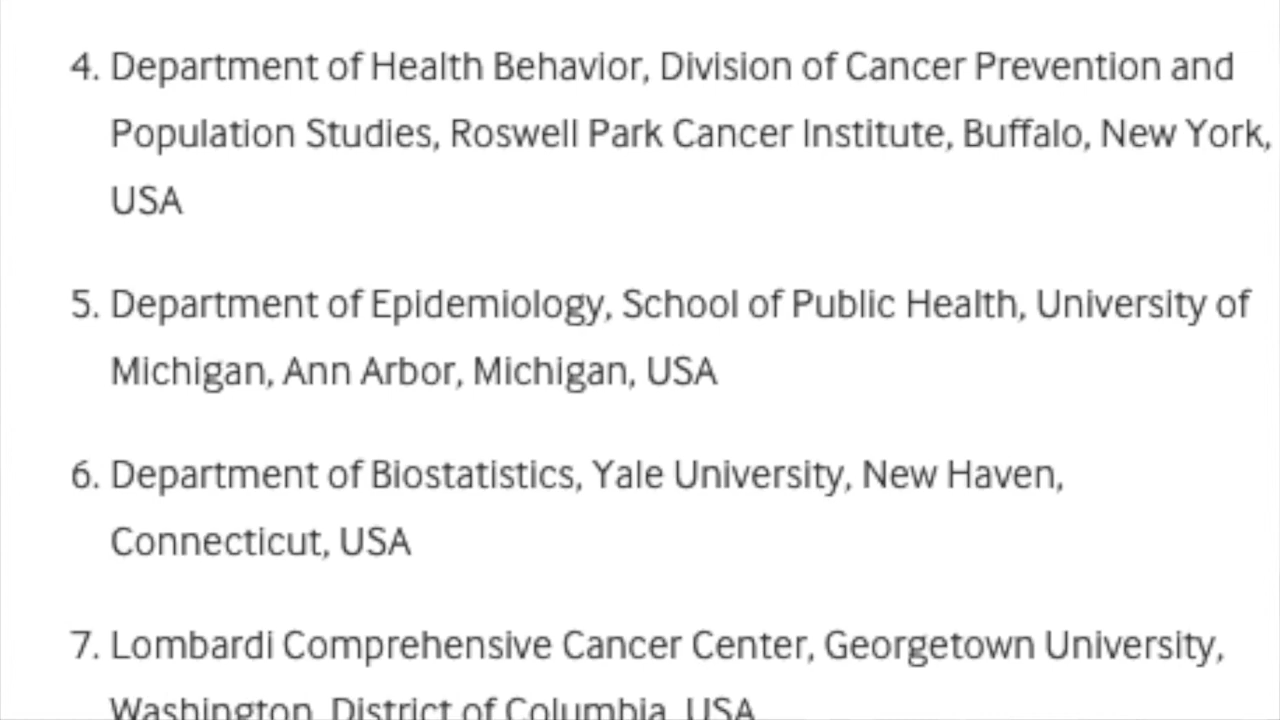 4. Department of Health Behavior, Division of Cancer Prevention and
Population Studies, Roswell Park Cancer Institute, Buffalo, New York,
USA
5. Department of Epidemiology, School of Public Health, University of
Michigan, Ann Arbor, Michigan, USA
6. Department of Biostatistics, Yale University, New Haven,
Connecticut, USA
7. Lombardi Comprehensive Cancer Center, Georgetown University,
Washington, District of Columbia, USA